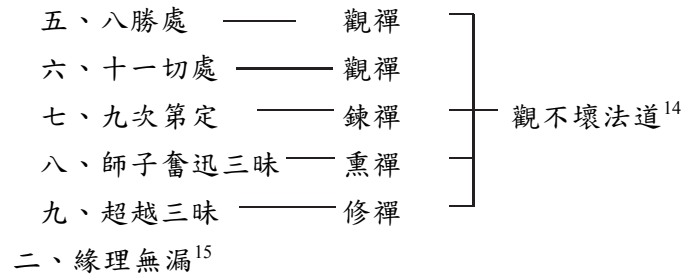 五、八勝處 —— 觀禪
六、十一切處 —— 觀禪
七、九次第定 —— 鍊禪 觀不壞法道14
八、師子奮迅三昧 —— 熏禪
九、超越三昧 —— 修禪
二、緣理無漏15